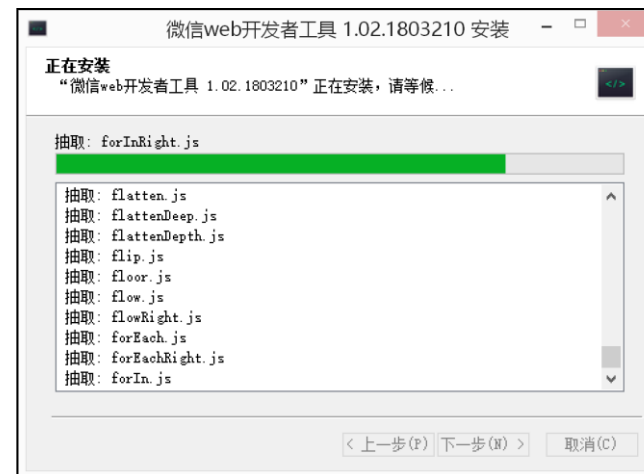 微信web开发者工具 1.02.1803210 安装
正在安装
“微信web开发者工具 1.02.1803210”正在安装，请等候...
</>
抽取: forInRight.js
抽取: flatten.js
抽取: flattenDeep.js
抽取: flattenDepth.js
抽取: flip.js
抽取: floor.js
抽取: flow.js
抽取: flowRight.js
抽取: forEach.js
抽取: forEachRight.js
抽取: forIn.js
< 上一步(P) 下一步(N) > 取消(C)